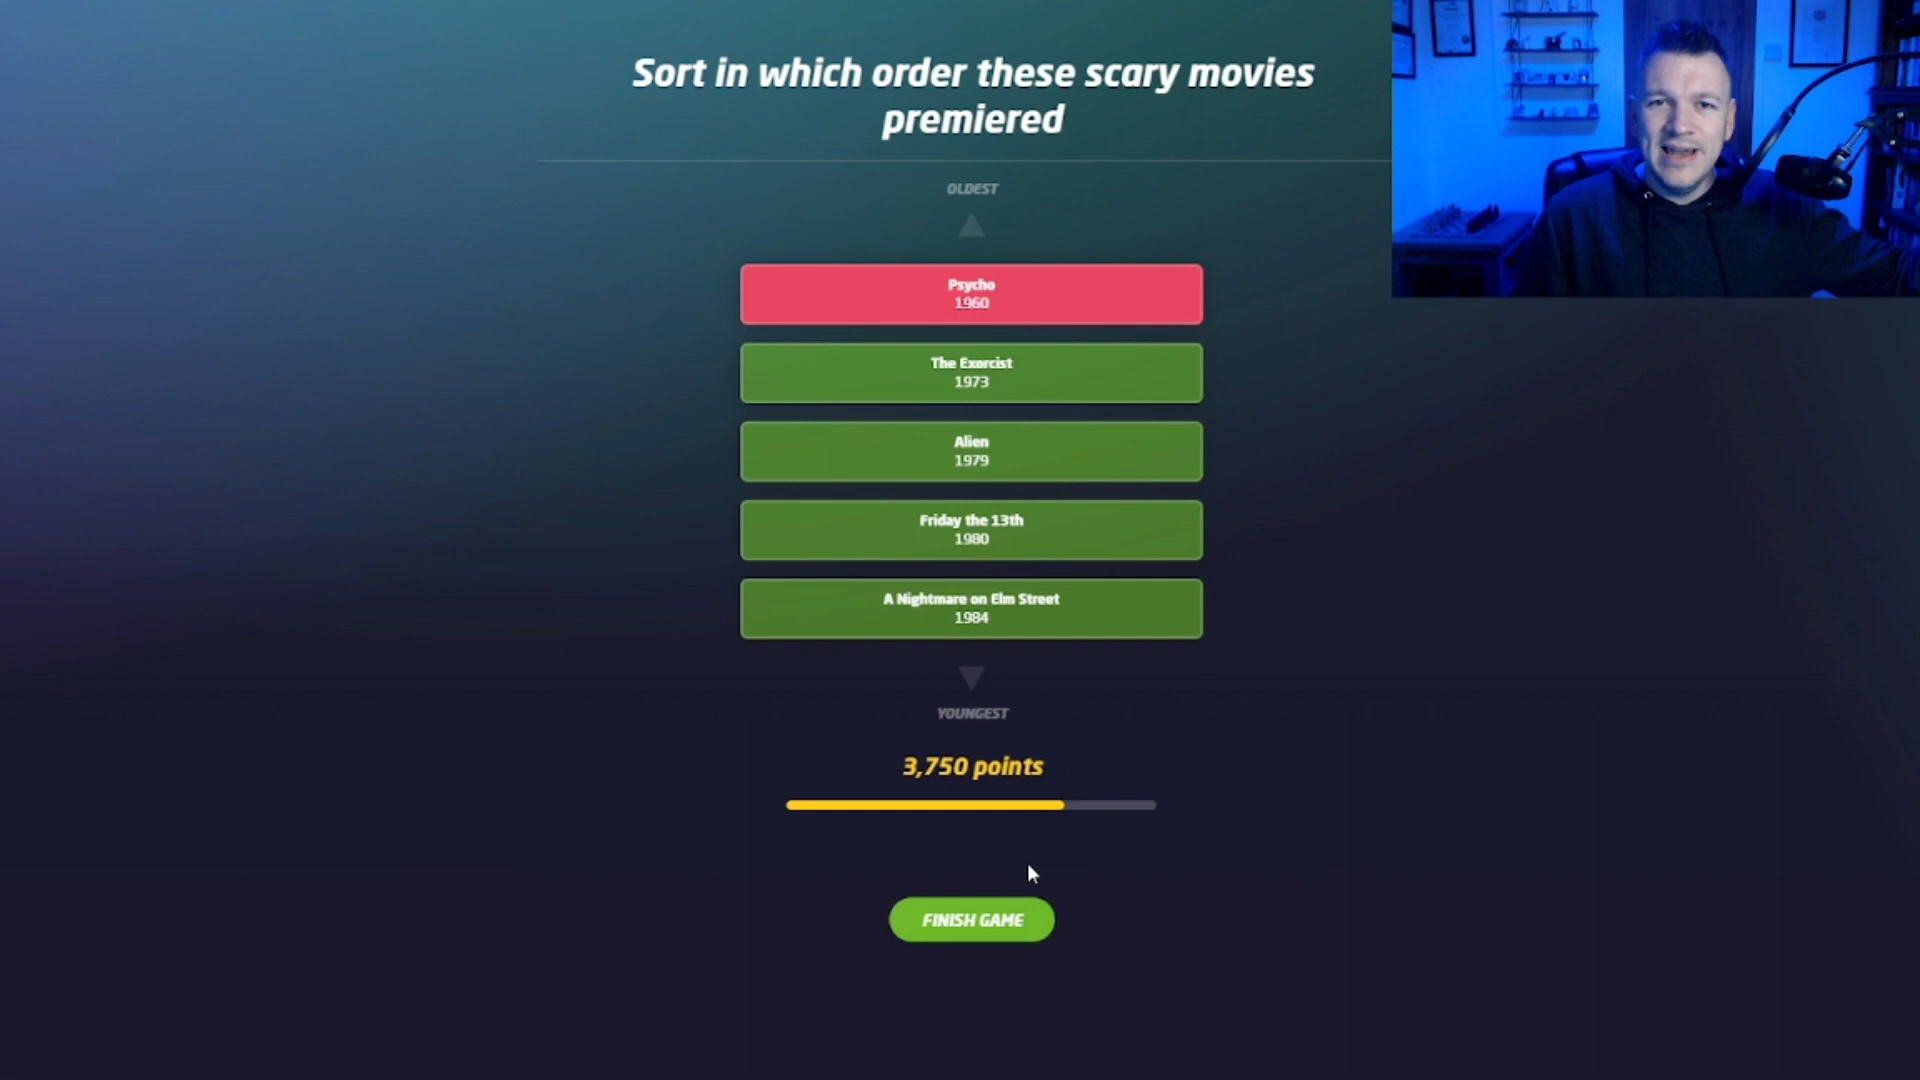 Sort in which order these scary movies
premiered
OLDEST
Psycho
1960
The Exorcist
1973
Alien
1979
Friday the 13th
1980
A Nightmare on Elm Street
1984
YOUNGEST
3,750 points
FINISH GAME